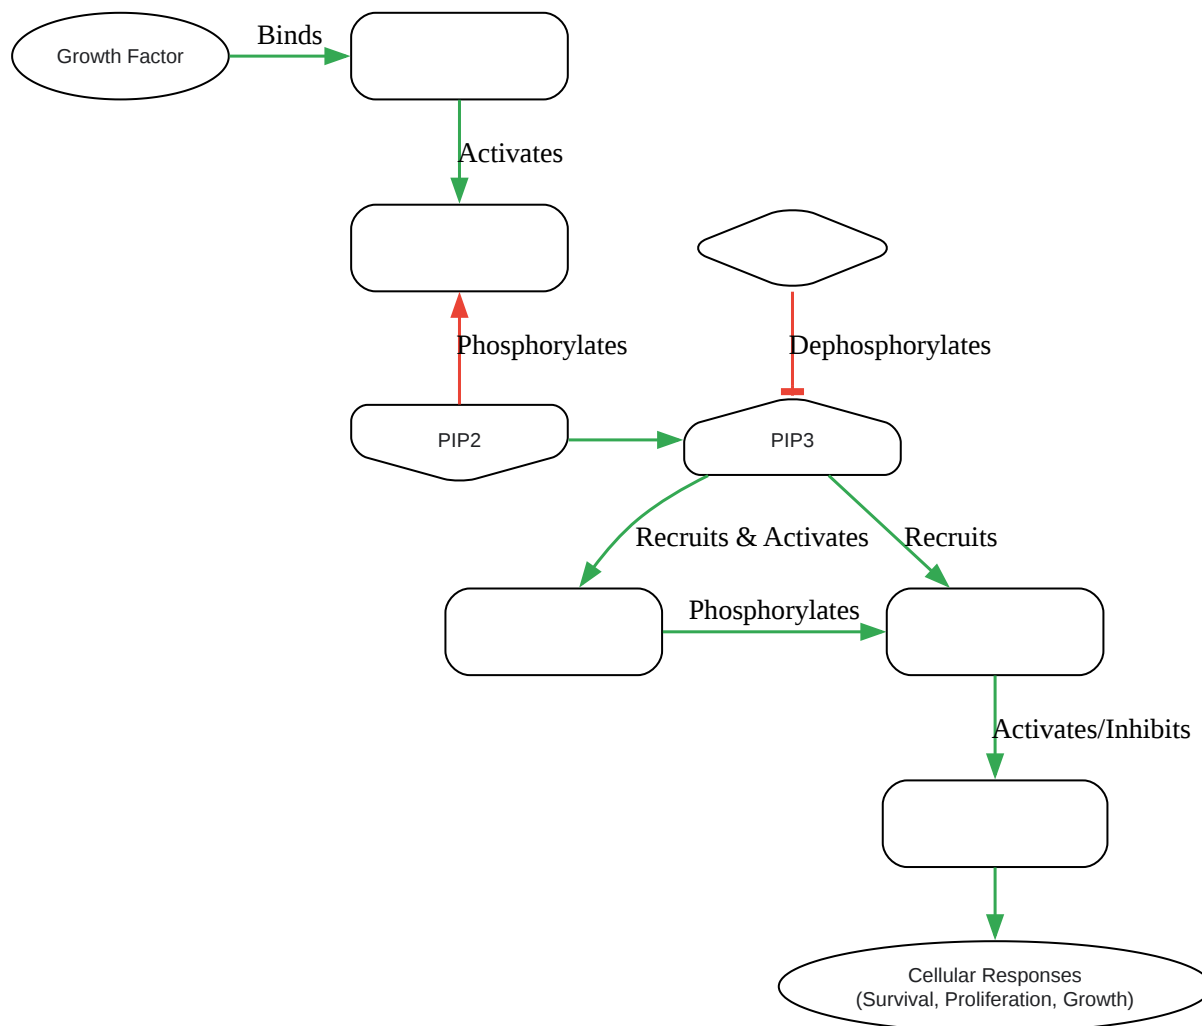 Growth Factor
Binds
Activates
Phosphorylates
Dephosphorylates
PIP2
PIP3
Recruits & Activates
Recruits
Phosphorylates
Activates/Inhibits
Cellular Responses
(Survival, Proliferation, Growth)